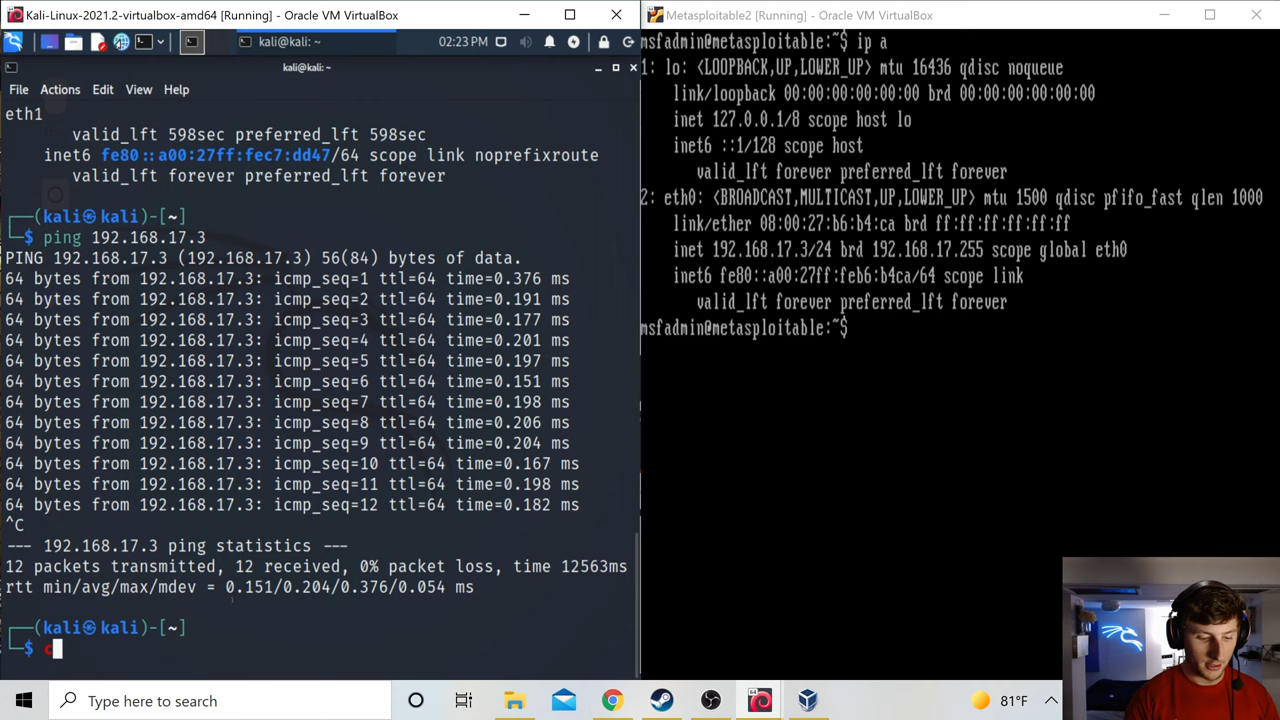 Kali-Linux-2021.2-virtualbox-amd64 [Running] - Oracle VM VirtualBox
kali@kali: ~
02:23 PM
kali@kali: ~
File Actions Edit View Help
eth1
valid_lft 598sec preferred_lft 598sec
inet6 fe80::a00:27ff:fec7:dd47/64 scope link noprefixroute
valid_lft forever preferred_lft forever
┌──(kali㉿kali)-[~]
└─$ ping 192.168.17.3
PING 192.168.17.3 (192.168.17.3) 56(84) bytes of data.
64 bytes from 192.168.17.3: icmp_seq=1 ttl=64 time=0.376 ms
64 bytes from 192.168.17.3: icmp_seq=2 ttl=64 time=0.191 ms
64 bytes from 192.168.17.3: icmp_seq=3 ttl=64 time=0.177 ms
64 bytes from 192.168.17.3: icmp_seq=4 ttl=64 time=0.201 ms
64 bytes from 192.168.17.3: icmp_seq=5 ttl=64 time=0.197 ms
64 bytes from 192.168.17.3: icmp_seq=6 ttl=64 time=0.151 ms
64 bytes from 192.168.17.3: icmp_seq=7 ttl=64 time=0.198 ms
64 bytes from 192.168.17.3: icmp_seq=8 ttl=64 time=0.206 ms
64 bytes from 192.168.17.3: icmp_seq=9 ttl=64 time=0.204 ms
64 bytes from 192.168.17.3: icmp_seq=10 ttl=64 time=0.167 ms
64 bytes from 192.168.17.3: icmp_seq=11 ttl=64 time=0.198 ms
64 bytes from 192.168.17.3: icmp_seq=12 ttl=64 time=0.182 ms
^C
--- 192.168.17.3 ping statistics ---
12 packets transmitted, 12 received, 0% packet loss, time 12563ms
rtt min/avg/max/mdev = 0.151/0.204/0.376/0.054 ms
┌──(kali㉿kali)-[~]
└─$ c
Metasploitable2 [Running] - Oracle VM VirtualBox
msfadmin@metasploitable:~$ ip a
1: lo: <LOOPBACK,UP,LOWER_UP> mtu 16436 qdisc noqueue
link/loopback 00:00:00:00:00:00 brd 00:00:00:00:00:00
inet 127.0.0.1/8 scope host lo
inet6 ::1/128 scope host
valid_lft forever preferred_lft forever
2: eth0: <BROADCAST,MULTICAST,UP,LOWER_UP> mtu 1500 qdisc pfifo_fast qlen 1000
link/ether 08:00:27:b6:b4:ca brd ff:ff:ff:ff:ff:ff
inet 192.168.17.3/24 brd 192.168.17.255 scope global eth0
inet6 fe80::a00:27ff:feb6:b4ca/64 scope link
valid_lft forever preferred_lft forever
msfadmin@metasploitable:~$
Type here to search
64
81°F